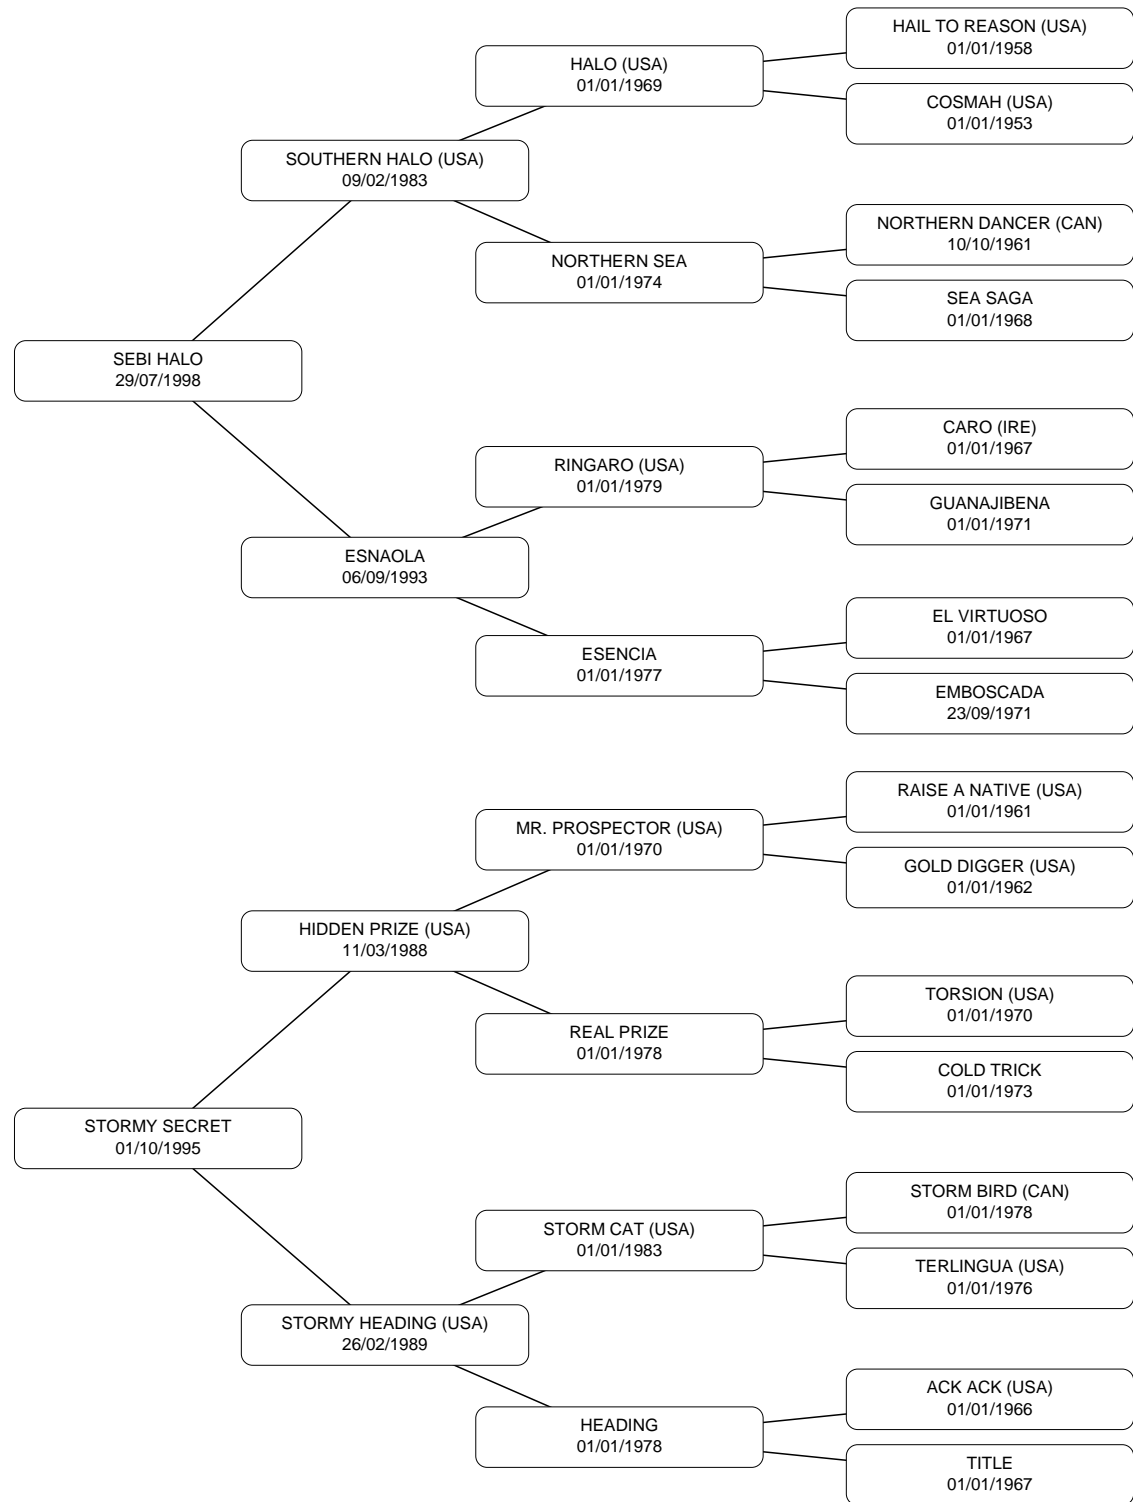 HAIL TO REASON (USA)
01/01/1958
HALO (USA)
01/01/1969
COSMAH (USA)
01/01/1953
SOUTHERN HALO (USA)
09/02/1983
NORTHERN DANCER (CAN)
10/10/1961
NORTHERN SEA
01/01/1974
SEA SAGA
01/01/1968
SEBI HALO
29/07/1998
CARO (IRE)
01/01/1967
RINGARO (USA)
01/01/1979
GUANAJIBENA
01/01/1971
ESNAOLA
06/09/1993
EL VIRTUOSO
01/01/1967
ESENCIA
01/01/1977
EMBOSCADA
23/09/1971
RAISE A NATIVE (USA)
01/01/1961
MR. PROSPECTOR (USA)
01/01/1970
GOLD DIGGER (USA)
01/01/1962
HIDDEN PRIZE (USA)
11/03/1988
TORSION (USA)
01/01/1970
REAL PRIZE
01/01/1978
COLD TRICK
01/01/1973
STORMY SECRET
01/10/1995
STORM BIRD (CAN)
01/01/1978
STORM CAT (USA)
01/01/1983
TERLINGUA (USA)
01/01/1976
STORMY HEADING (USA)
26/02/1989
ACK ACK (USA)
01/01/1966
HEADING
01/01/1978
TITLE
01/01/1967